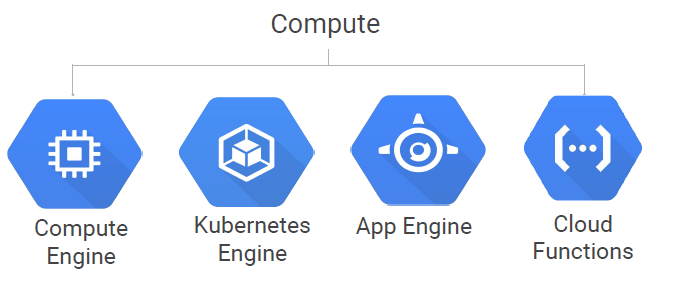 Compute
Compute
Engine
Kubernetes
Engine
App Engine
Cloud
Functions